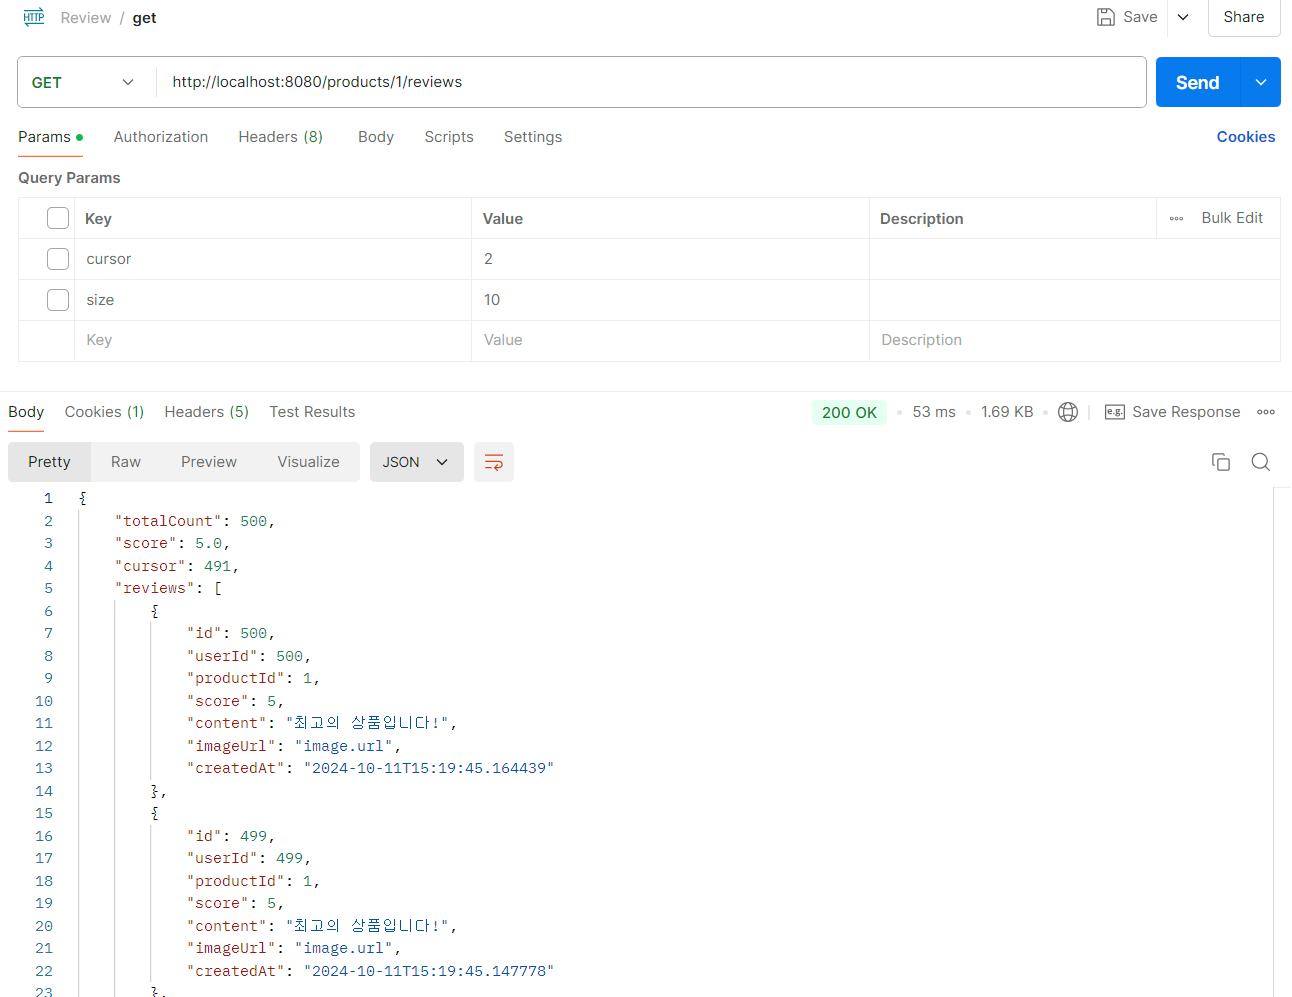 HTTP Review / get Save Share
GET http://localhost:8080/products/1/reviews Send
Params Authorization Headers (8) Body Scripts Settings Cookies
Query Params
Key Value Description Bulk Edit
cursor 2
size 10
Key Value Description
Body Cookies (1) Headers (5) Test Results 200 OK 53 ms 1.69 KB e.g. Save Response
Pretty Raw Preview Visualize JSON
1 {
2 "totalCount": 500,
3 "score": 5.0,
4 "cursor": 491,
5 "reviews": [
6 {
7 "id": 500,
8 "userId": 500,
9 "productId": 1,
10 "score": 5,
11 "content": "최고의 상품입니다!",
12 "imageUrl": "image.url",
13 "createdAt": "2024-10-11T15:19:45.164439"
14 },
15 {
16 "id": 499,
17 "userId": 499,
18 "productId": 1,
19 "score": 5,
20 "content": "최고의 상품입니다!",
21 "imageUrl": "image.url",
22 "createdAt": "2024-10-11T15:19:45.147778"
23 },